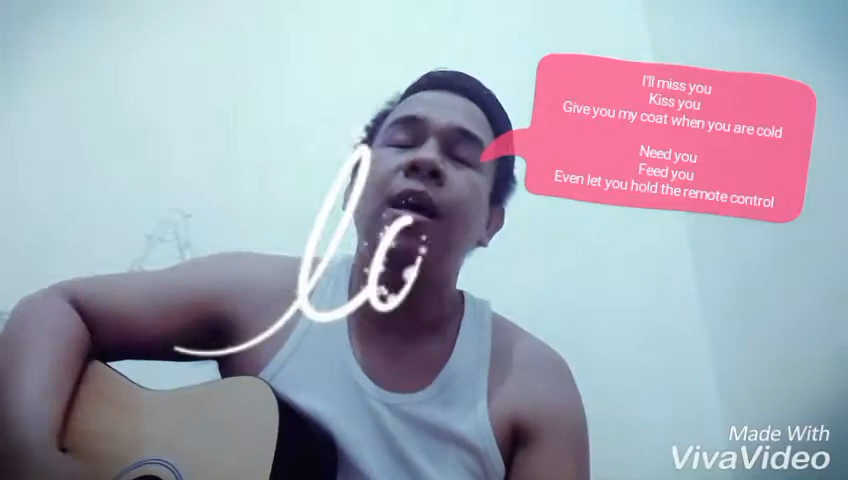 I'll miss you
Kiss you
Give you my coat when you are cold
Need you
Feed you
Even let you hold the remote control
lo
Made With
VivaVideo